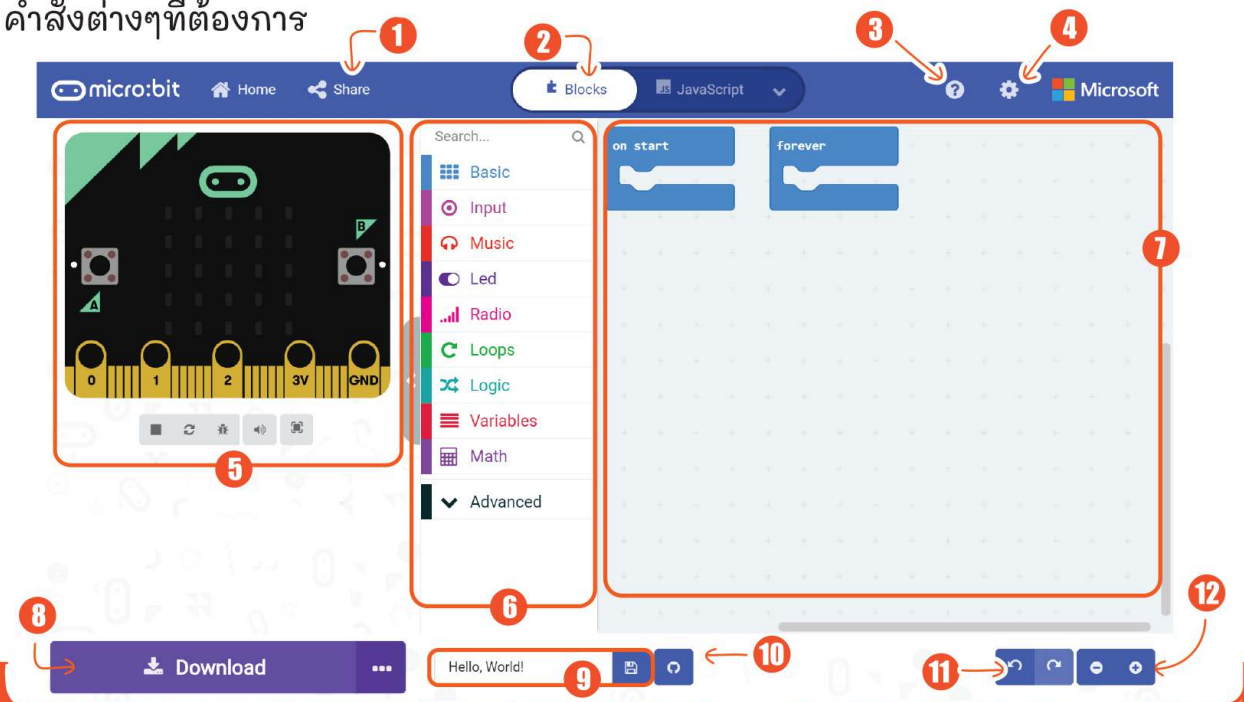 คำสั่งต่างๆที่ต้องการ
1
2
3
4
micro:bit Home Share Blocks JavaScript Microsoft
Search...
Basic
Input
Music
Led
Radio
Loops
Logic
Variables
Math
Advanced
on start
forever
B
A
0 1 2 3V GND
5
6
7
8
Download
Hello, World!
9
10
11
12